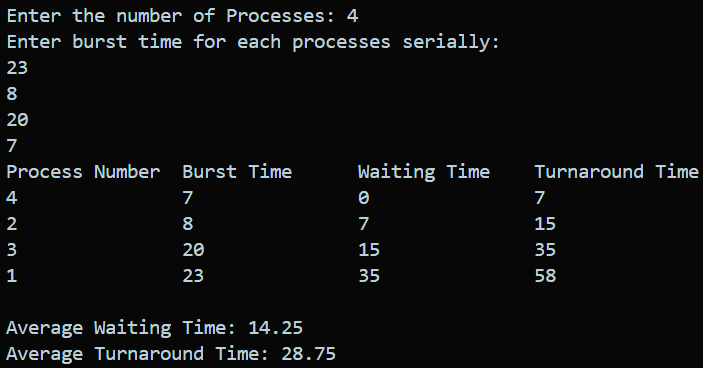 Enter the number of Processes: 4
Enter burst time for each processes serially:
23
8
20
7
Process Number  Burst Time      Waiting Time    Turnaround Time
4               7               0               7
2               8               7               15
3               20              15              35
1               23              35              58
Average Waiting Time: 14.25
Average Turnaround Time: 28.75